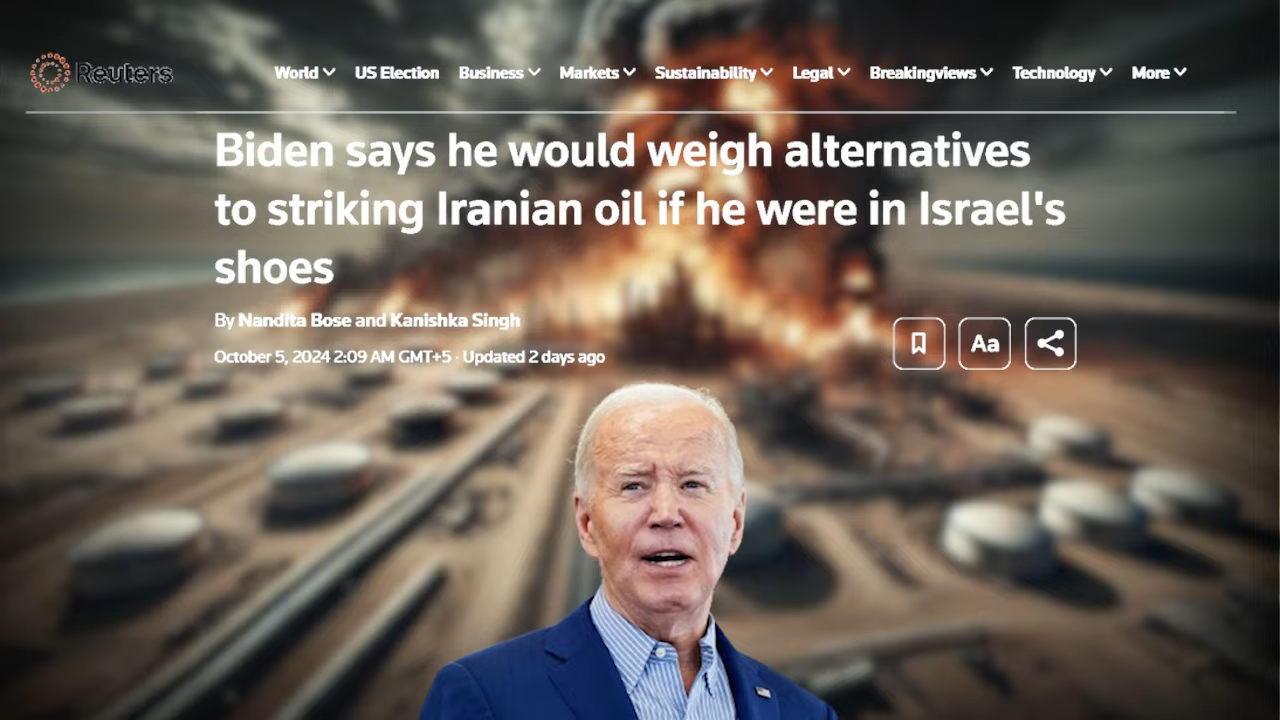 Reuters
World US Election Business Markets Sustainability Legal Breakingviews Technology More
Biden says he would weigh alternatives
to striking Iranian oil if he were in Israel's
shoes
By Nandita Bose and Kanishka Singh
October 5, 2024 2:09 AM GMT+5 · Updated 2 days ago
Aa